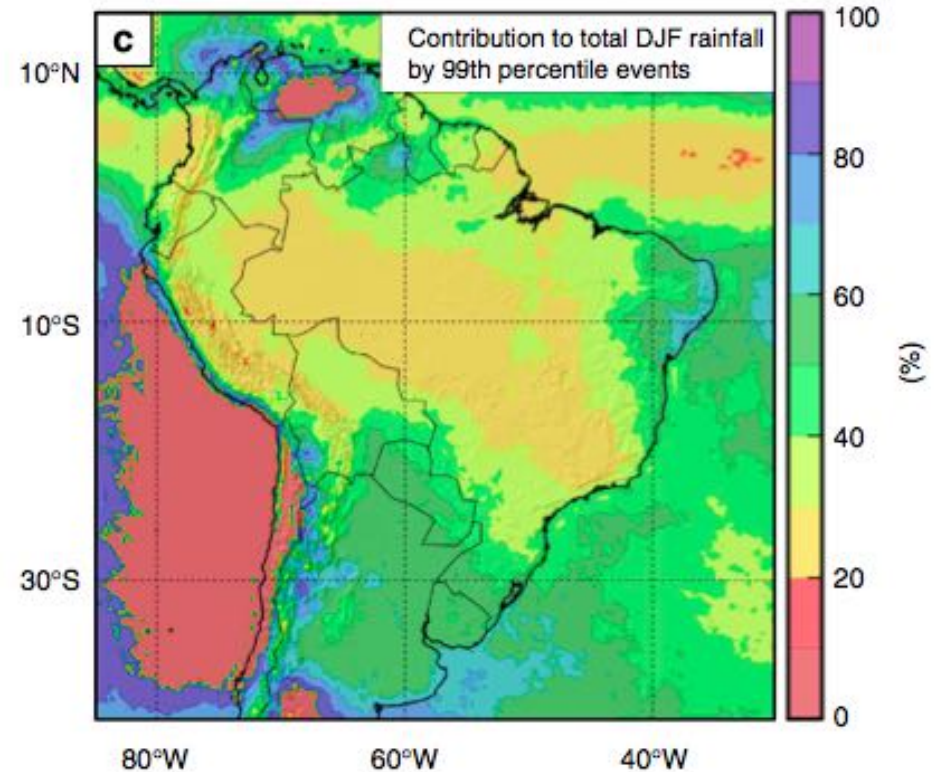 c
Contribution to total DJF rainfall
by 99th percentile events
100
80
60
40
20
0
(%)
10°N
10°S
30°S
80°W 60°W 40°W